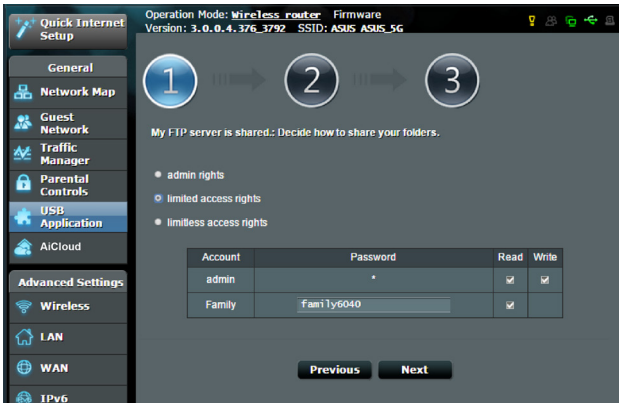 Quick Internet
Setup
Operation Mode: Wireless router Firmware
Version: 3.0.0.4.376_3792 SSID: ASUS ASUS_5G
General
Network Map
Guest
Network
Traffic
Manager
Parental
Controls
USB
Application
AiCloud
Advanced Settings
Wireless
LAN
WAN
IPv6
1
2
3
My FTP server is shared.: Decide how to share your folders.
admin rights
limited access rights
limitless access rights
Account Password Read Write
admin *
Family family6040
Previous Next